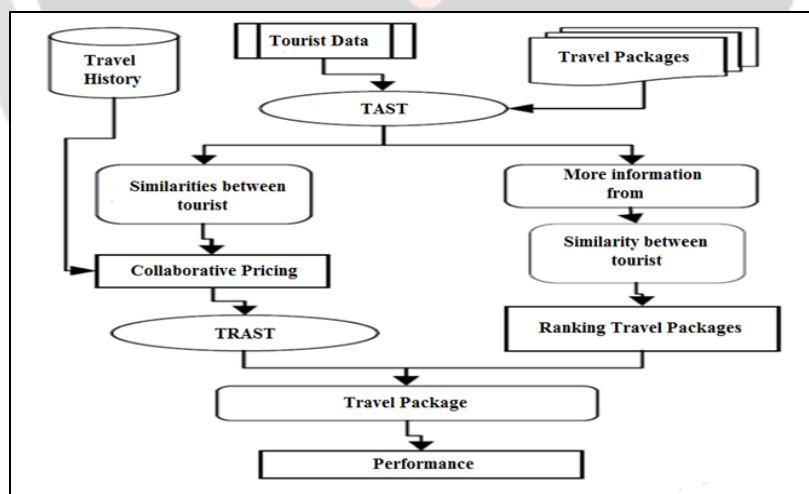 Travel
History
Tourist Data
Travel Packages
TAST
Similarities between
tourist
More information
from
Similarity between
tourist
Collaborative Pricing
TRAST
Ranking Travel Packages
Travel Package
Performance